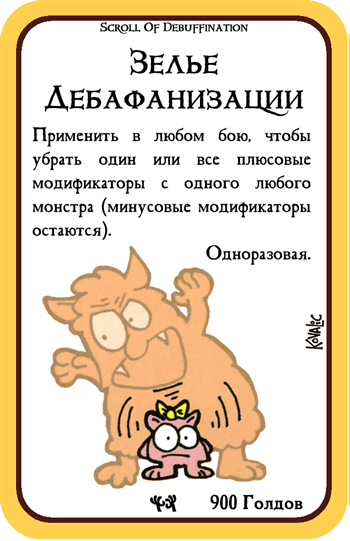 Scroll Of Debuffination
Зелье
Дебафанизации
Применить в любом бою, чтобы
убрать один или все плюсовые
модификаторы с одного любого
монстра (минусовые модификаторы
остаются).
Одноразовая.
Kovalic
900 Голдов